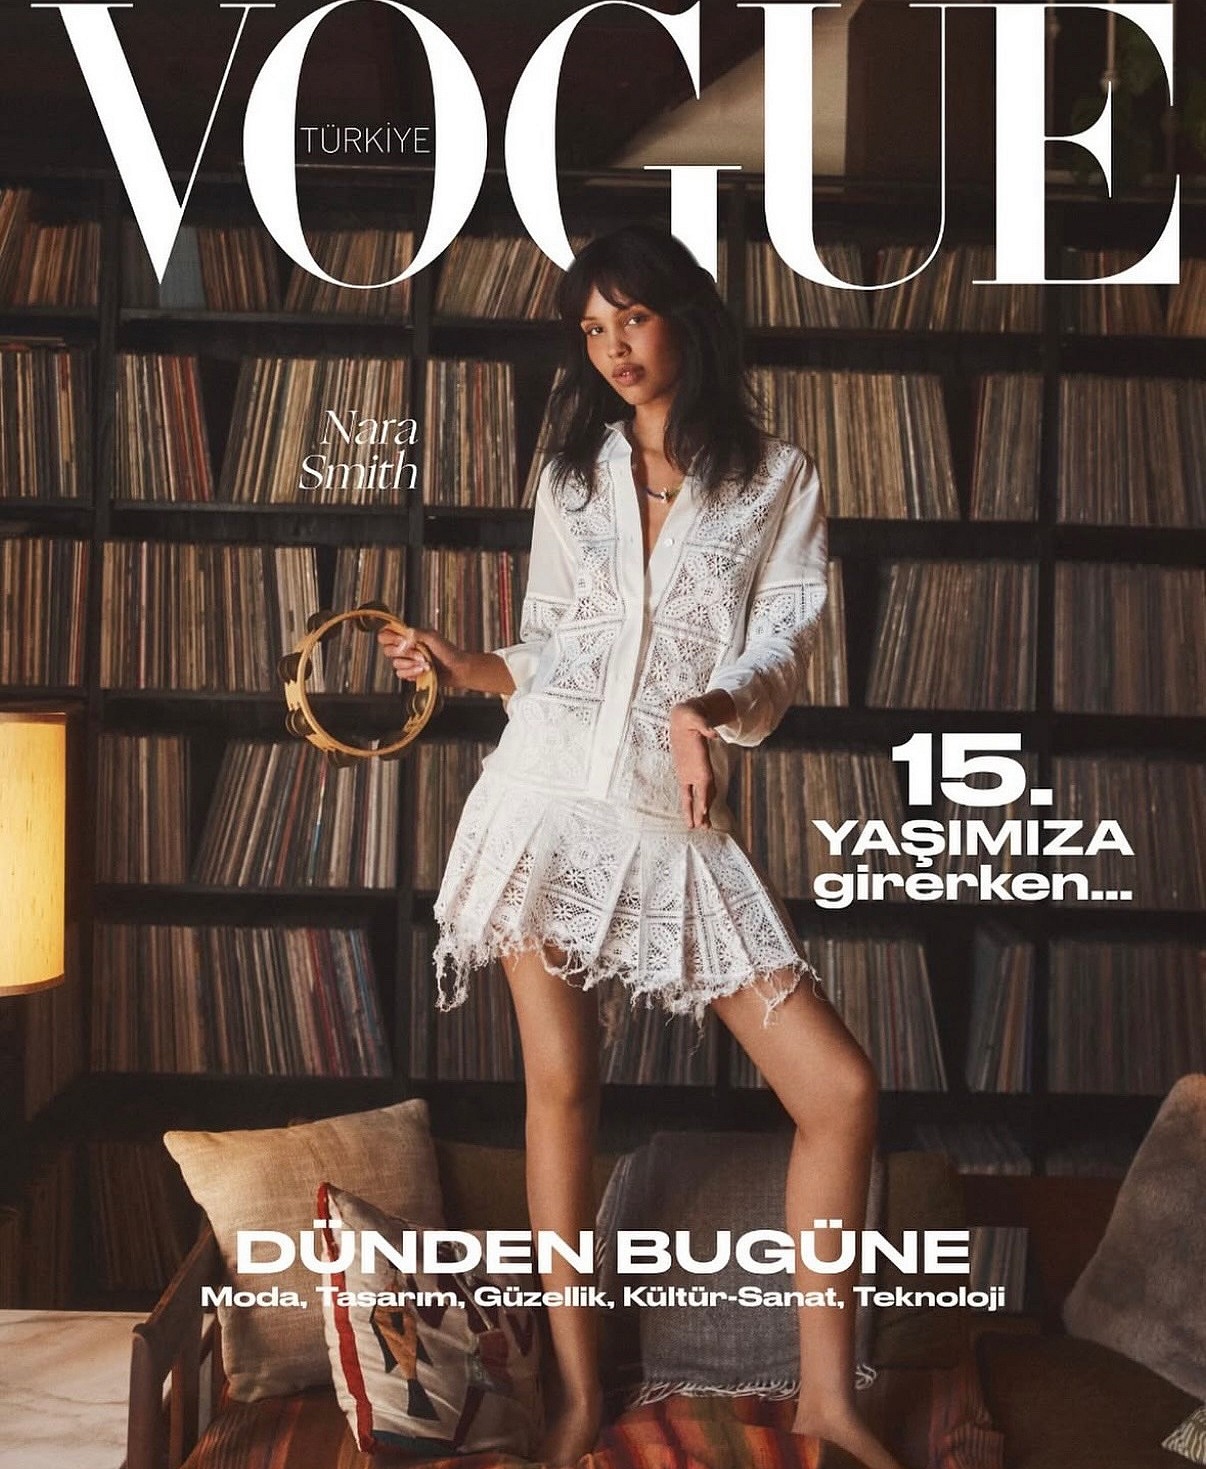 VOGUE
TÜRKİYE
Nara
Smith
15.
YAŞIMIZA
girerken...
DÜNDEN BUGÜNE
Moda, Tasarım, Güzellik, Kültür-Sanat, Teknoloji